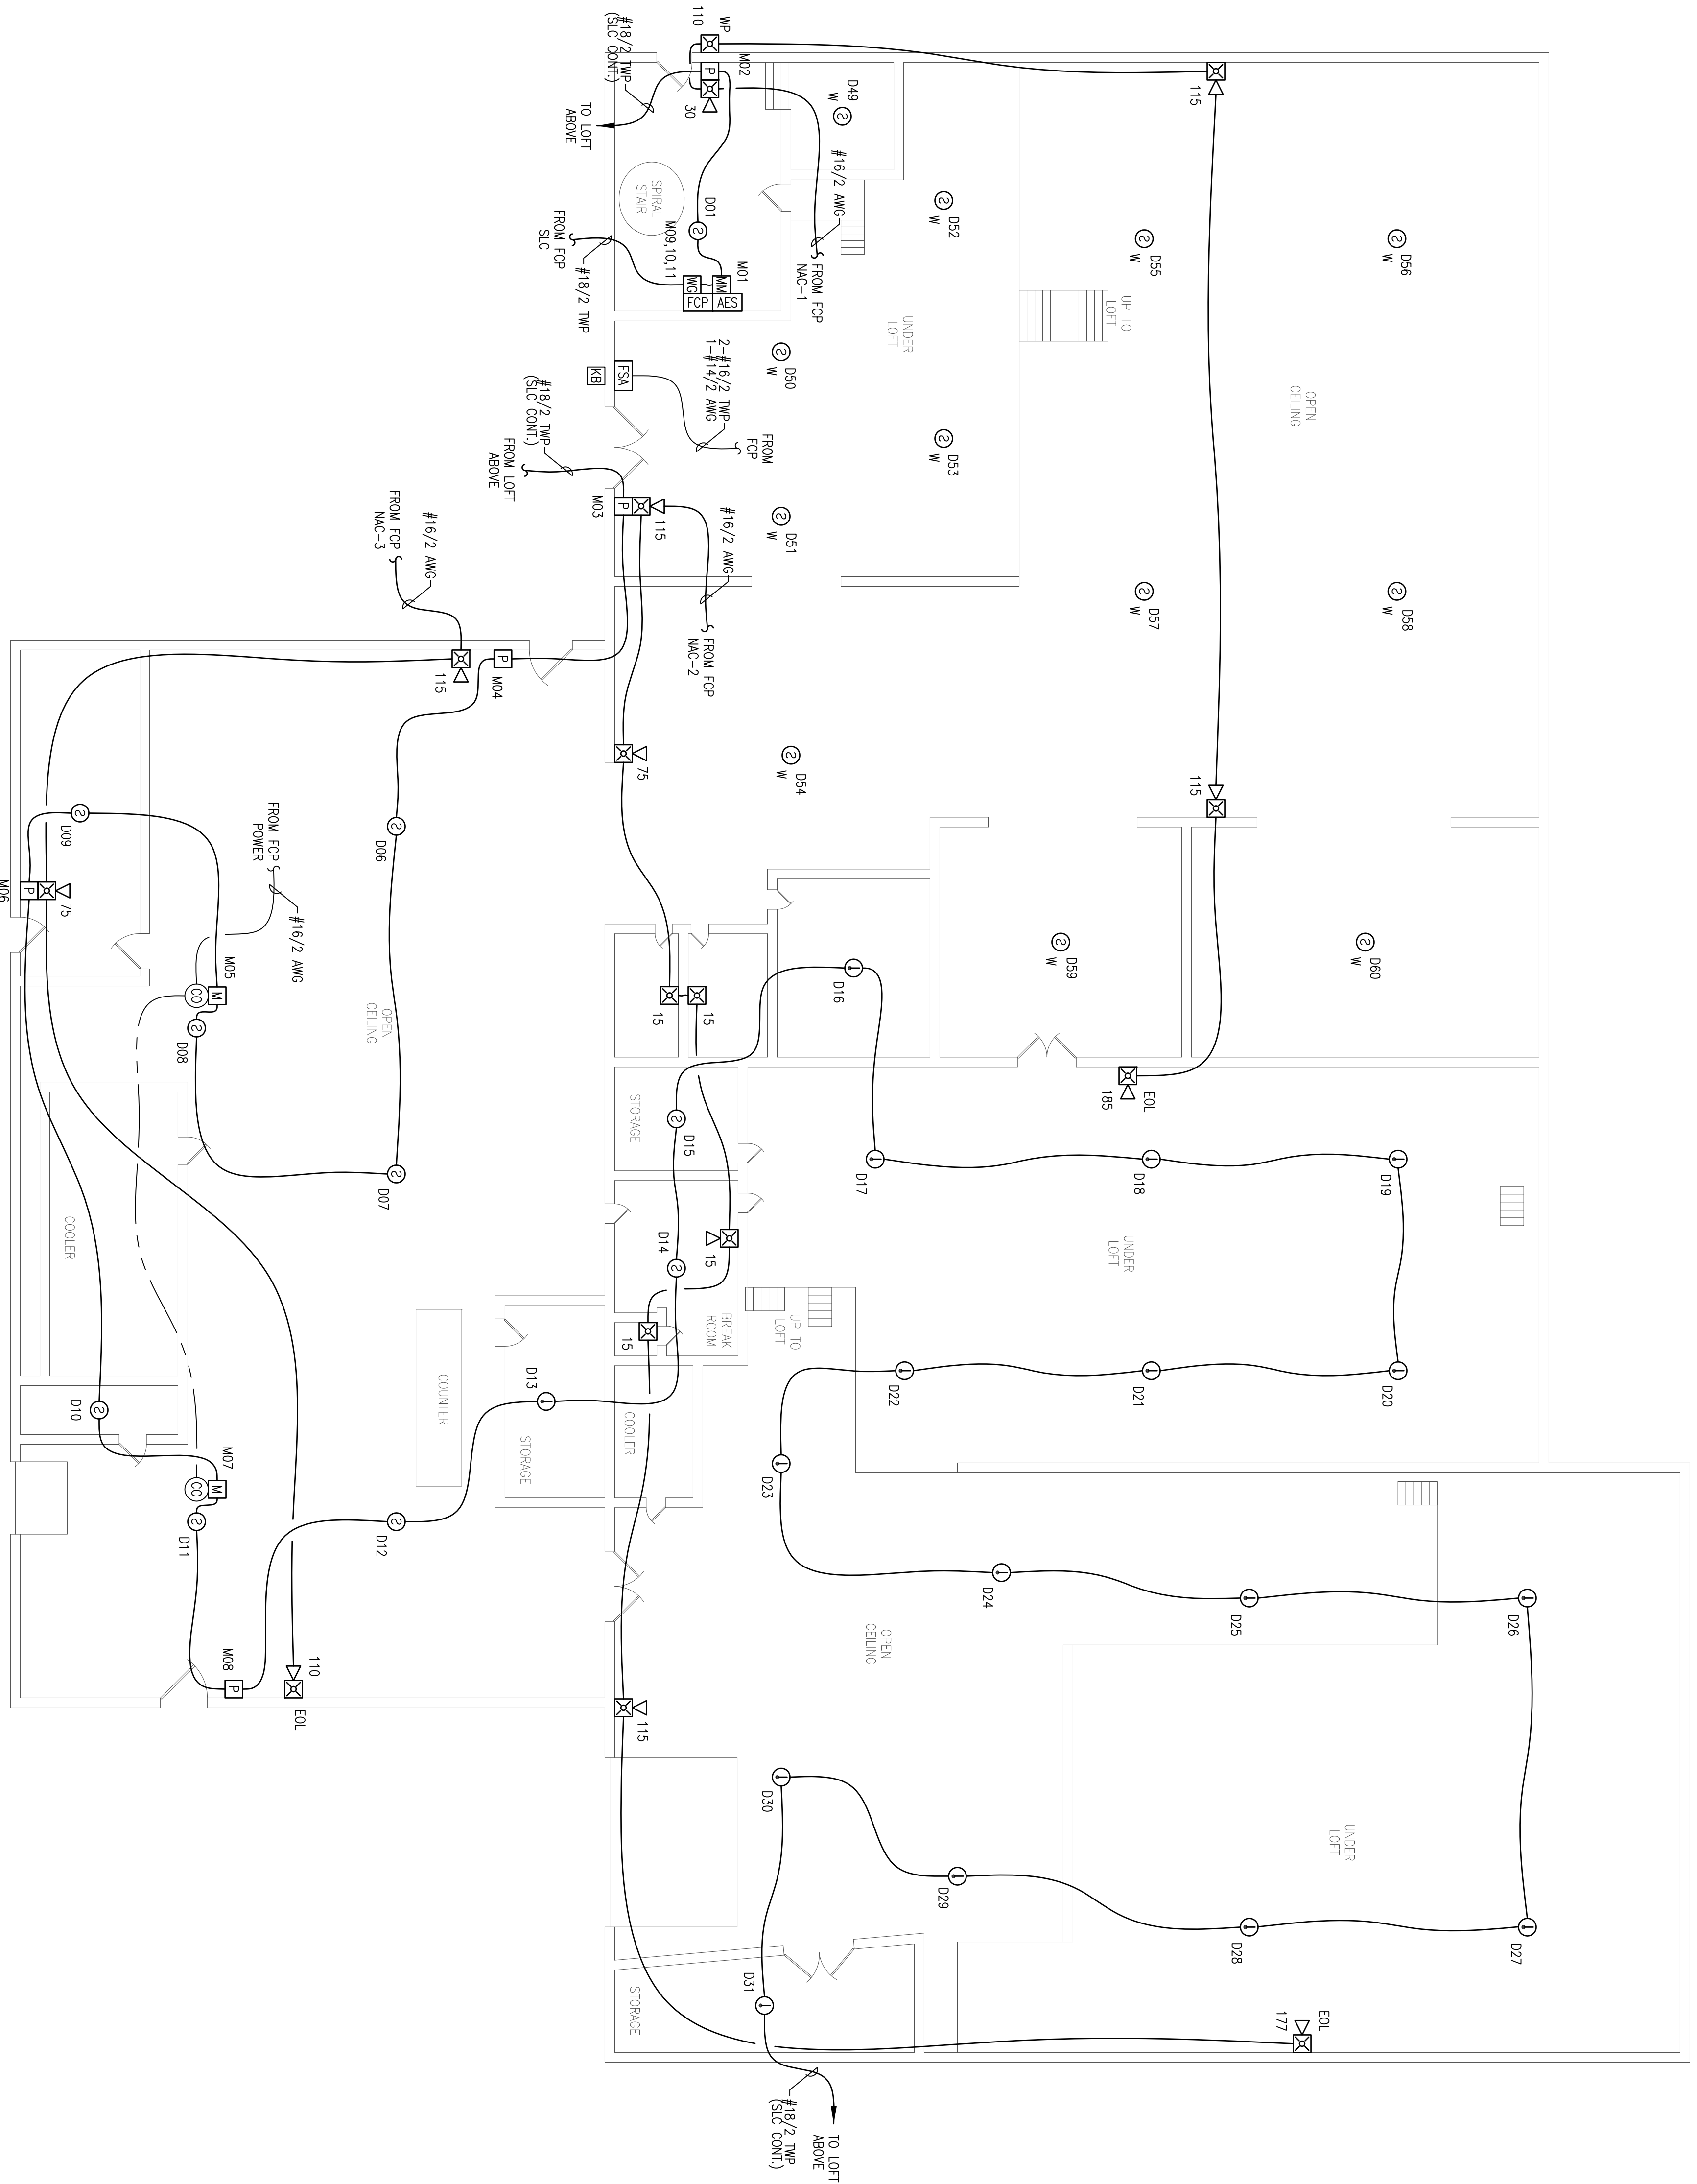 WP
110
M02
30
#18/2 TWP
(SLC CONT.)
TO LOFT
ABOVE
SPIRAL
STAIR
D01
M09,10,11
M01
P
MM
WG
FCP
AES
FROM FCP
SLC
#18/2 TWP
#16/2 AWG
FROM FCP
NAC-1
D49
W
D52
W
D55
W
D56
W
115
UP TO
LOFT
UNDER
LOFT
OPEN
CEILING
D50
W
D53
W
D51
W
D57
W
D58
W
2-#16/2 TWP
1-#14/2 AWG
FROM
FCP
FSA
KB
#18/2 TWP
(SLC CONT.)
FROM LOFT
ABOVE
M03
P
115
#16/2 AWG
FROM FCP
NAC-2
#16/2 AWG
FROM FCP
NAC-3
115
P
M04
75
D54
W
115
D59
W
D60
W
D06
D09
FROM FCP
POWER
#16/2 AWG
M06
P
75
M05
M
CO
D08
OPEN
CEILING
D07
15
15
D16
EOL
185
STORAGE
D15
D17
D18
D19
COOLER
D14
15
BREAK
ROOM
UP TO
LOFT
UNDER
LOFT
15
D22
D21
D20
D10
COUNTER
D13
STORAGE
COOLER
D23
M07
M
CO
D11
D12
D24
D25
D26
M08
P
110
EOL
OPEN
CEILING
115
D30
D29
D28
D27
UNDER
LOFT
D31
STORAGE
EOL
177
#18/2 TWP
(SLC CONT.)
TO LOFT
ABOVE